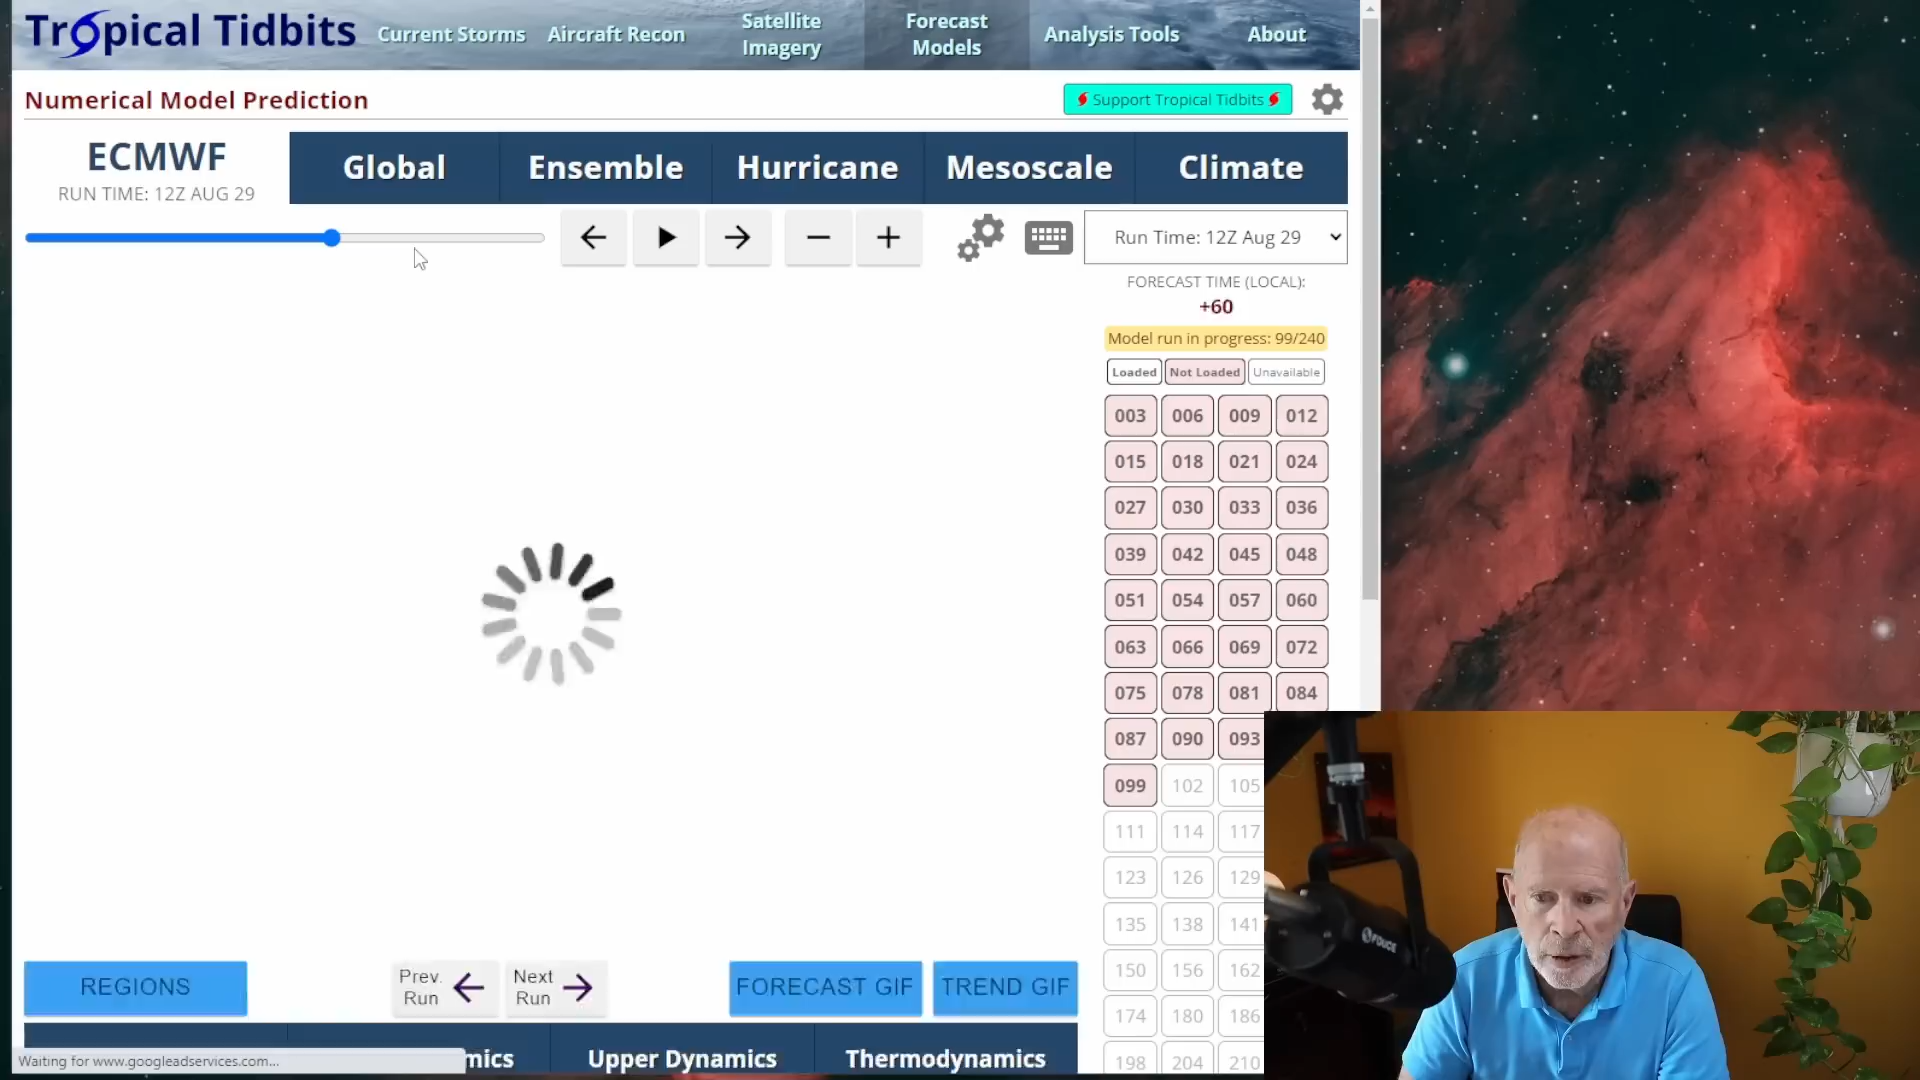 Tropical Tidbits
Current Storms
Aircraft Recon
Satellite
Imagery
Forecast
Models
Analysis Tools
About
Numerical Model Prediction
Support Tropical Tidbits
ECMWF
RUN TIME: 12Z AUG 29
Global
Ensemble
Hurricane
Mesoscale
Climate
Run Time: 12Z Aug 29
FORECAST TIME (LOCAL):
+60
Model run in progress: 99/240
Loaded Not Loaded Unavailable
003 006 009 012
015 018 021 024
027 030 033 036
039 042 045 048
051 054 057 060
063 066 069 072
075 078 081 084
087 090 093
099 102 105
111 114 117
123 126 129
135 138 141
150 156 162
174 180 186
198 204 210
REGIONS
Prev.
Run
Next
Run
FORECAST GIF
TREND GIF
mics
Upper Dynamics
Thermodynamics
Waiting for www.googleadservices.com...